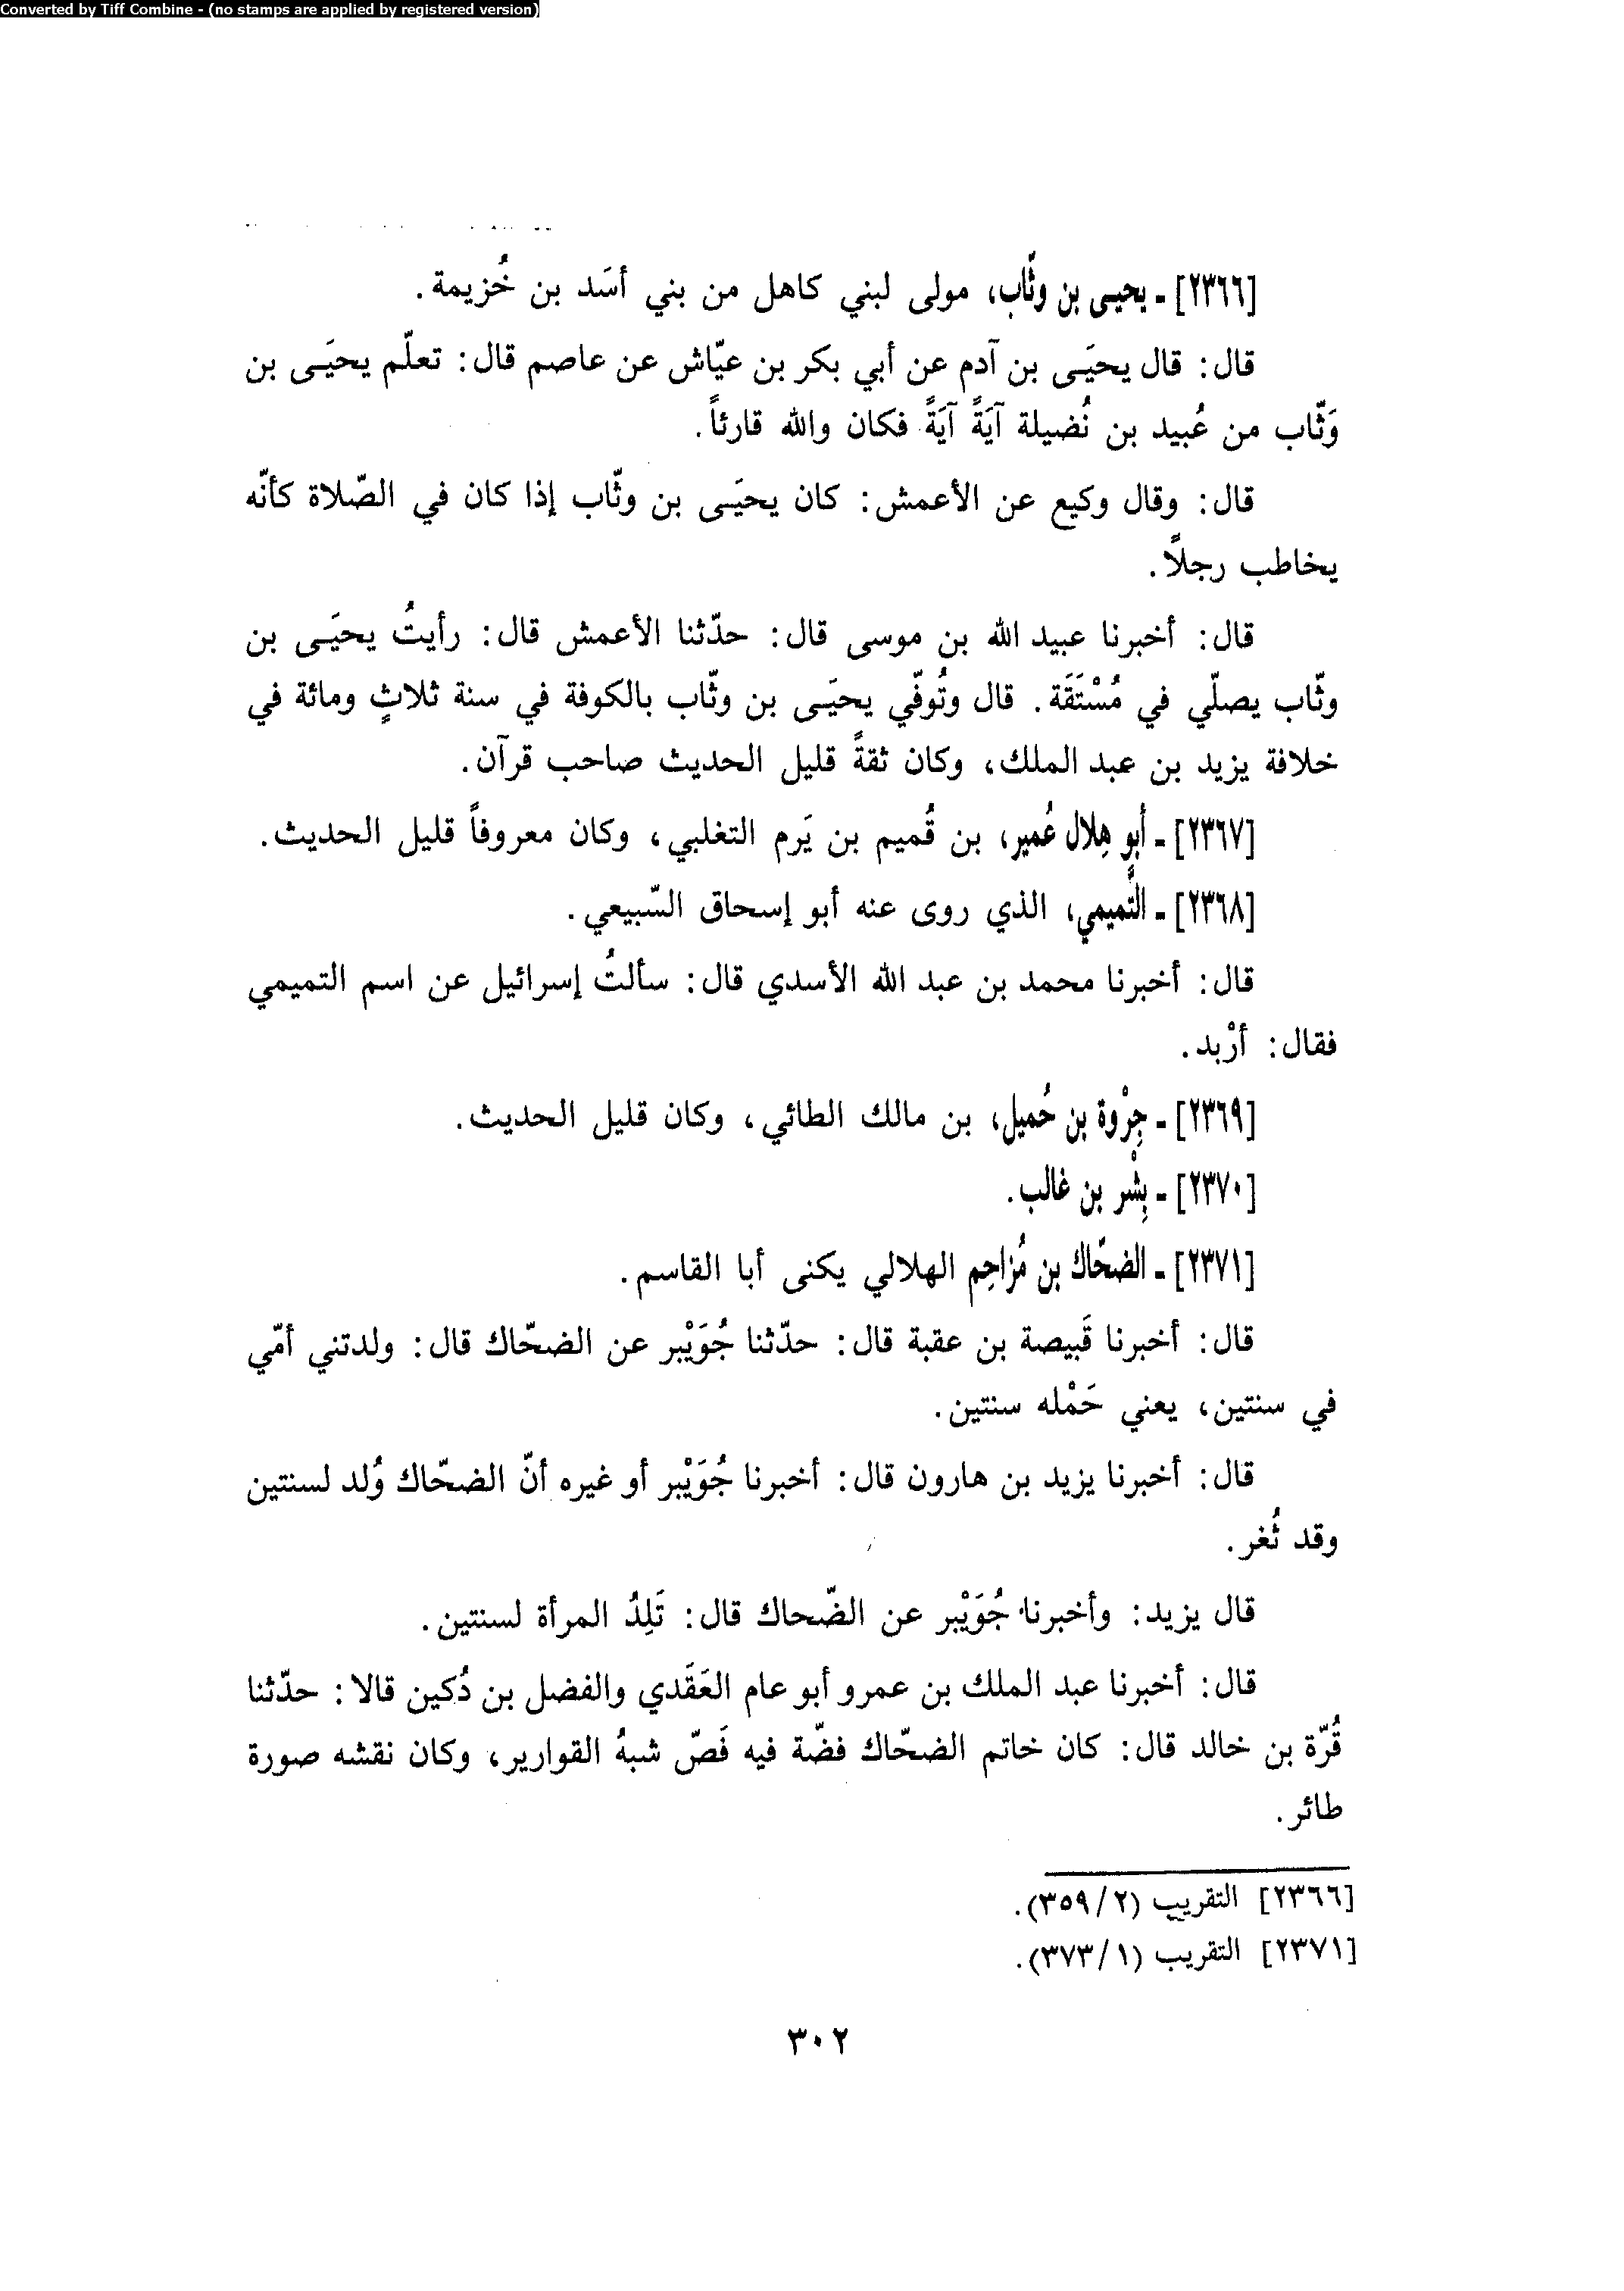 Converted by Tiff Combine - (no stamps are applied by registered version)
[٢٣٦٦] - يحيى بن وثّاب، مولى لبني كاهل من بني أسَد بن خُزيمة.
قال: قال يحيَـى بن آدم عن أبي بكر بن عيّاش عن عاصم قال: تعلّم يحيَـى بن
وَثّاب من عُبيد بن نُضيلة آيَةً آيَةً فكان والله قارئاً.
قال: وقال وكيع عن الأعمش: كان يحيَـى بن وثّاب إذا كان في الصّلاة كأنّه
يخاطب رجلاً.
قال: أخبرنا عبيد الله بن موسى قال: حدّثنا الأعمش قال: رأيتُ يحيَـى بن
وثّاب يصلّي في مُسْتَقَة. قال وتُوفّي يحيَـى بن وثّاب بالكوفة في سنة ثلاثٍ ومائة في
خلافة يزيد بن عبد الملك، وكان ثقةً قليل الحديث صاحب قرآن.
[٢٣٦٧] - أبو هِلال عُمير، بن قُميم بن يَرم التغلبي، وكان معروفاً قليل الحديث.
[٢٣٦٨] - التَّميمي، الذي روى عنه أبو إسحاق السّبيعي.
قال: أخبرنا محمد بن عبد الله الأسدي قال: سألتُ إسرائيل عن اسم التميمي
فقال: أرْبد.
[٢٣٦٩] - جِرْوة بن حُميل، بن مالك الطائي، وكان قليل الحديث.
[٢٣٧٠] - بِشْر بن غالب.
[٢٣٧١] - الضحّاك بن مُزاحِم الهلالي يكنى أبا القاسم.
قال: أخبرنا قَبيصة بن عقبة قال: حدّثنا جُوَيْبر عن الضحّاك قال: ولدتني أمّي
في سنتين، يعني حَمْله سنتين.
قال: أخبرنا يزيد بن هارون قال: أخبرنا جُوَيْبر أو غيره أنّ الضحّاك وُلد لسنتين
وقد ثُغر.
قال يزيد: وأخبرنا جُوَيْبر عن الضّحاك قال: تَلِدُ المرأة لسنتين.
قال: أخبرنا عبد الملك بن عمرو أبو عام العَقَدي والفضل بن دُكين قالا: حدّثنا
قُرّة بن خالد قال: كان خاتم الضحّاك فضّة فيه فَصّ شبهُ القوارير، وكان نقشه صورة
طائر.
[٢٣٦٦] التقريب (٢/ ٣٥٩).
[٢٣٧١] التقريب (١/ ٣٧٣).
٣٠٢